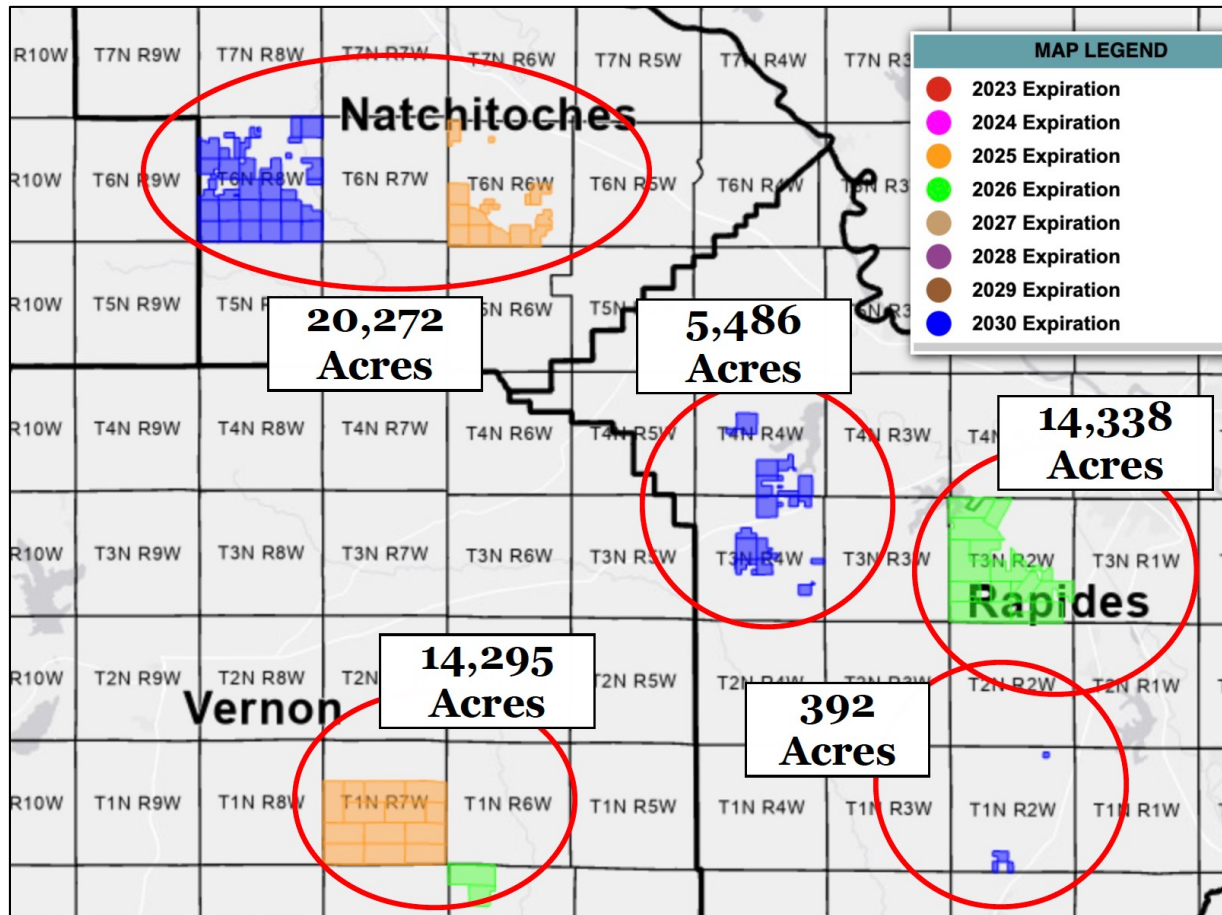 R10W T7N R9W T7N R8W T7N R7W T7N R6W T7N R5W T7N R4W T7N R3
MAP LEGEND
2023 Expiration
2024 Expiration
2025 Expiration
2026 Expiration
2027 Expiration
2028 Expiration
2029 Expiration
2030 Expiration
Natchitoches
R10W T6N R9W T6N R8W T6N R7W T6N R6W T6N R5W T6N R4W
R10W T5N R9W T5N
20,272
Acres
5,486
Acres
R10W T4N R9W T4N R8W T4N R7W T4N R6W T4N R5W T4N R4W T4N R3W T4N
14,338
Acres
R10W T3N R9W T3N R8W T3N R7W T3N R6W T3N R5W T3N R4W T3N R3W T3N R2W T3N R1W
Rapides
R10W T2N R9W T2N R8W T2N R5W T2N R2W T2N R1W
Vernon
14,295
Acres
392
Acres
R10W T1N R9W T1N R8W T1N R7W T1N R6W T1N R5W T1N R4W T1N R3W T1N R2W T1N R1W